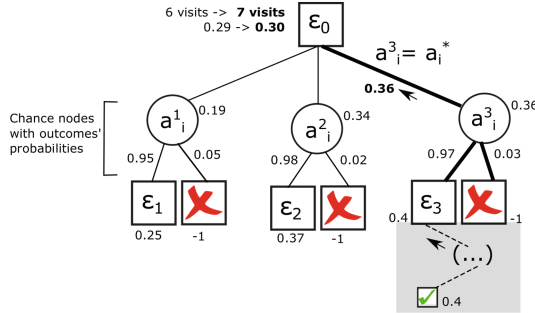 6 visits -> 7 visits
0.29 -> 0.30
ε₀
a³ᵢ= aᵢ*
0.36
Chance nodes
with outcomes'
probabilities
a¹ᵢ
0.19
a²ᵢ
0.34
a³ᵢ
0.36
0.95
0.05
0.98
0.02
0.97
0.03
ε₁
ε₂
ε₃
0.25
-1
0.37
-1
0.4
-1
(...)
0.4